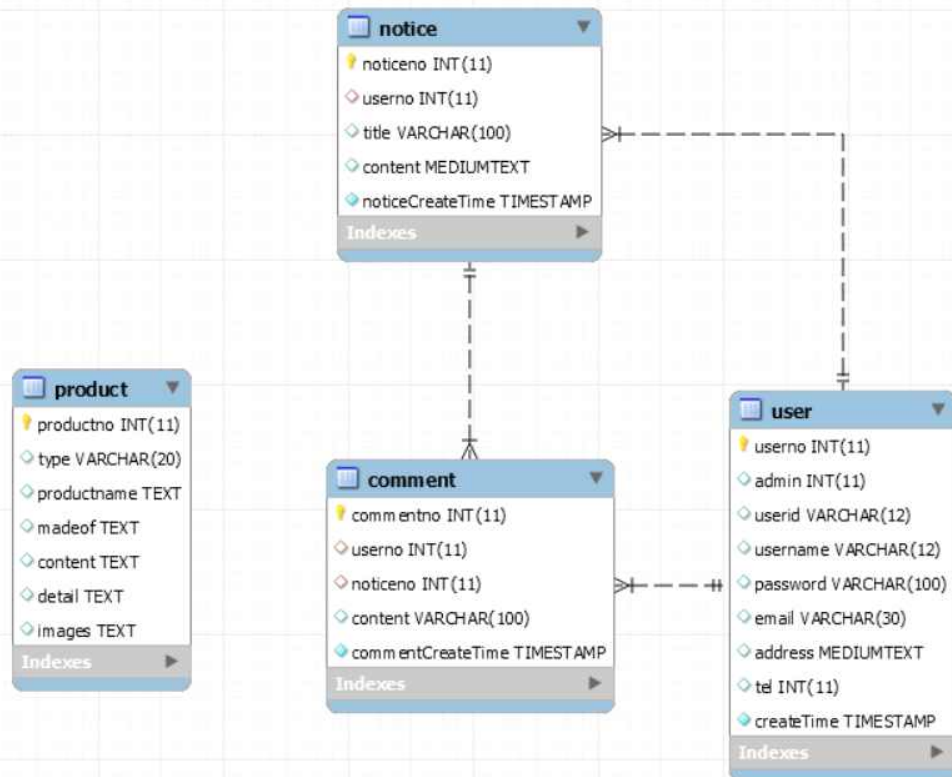 notice
noticeno INT(11)
userno INT(11)
title VARCHAR(100)
content MEDIUMTEXT
noticeCreateTime TIMESTAMP
Indexes
product
productno INT(11)
type VARCHAR(20)
productname TEXT
madeof TEXT
content TEXT
detail TEXT
images TEXT
Indexes
comment
commentno INT(11)
userno INT(11)
noticeno INT(11)
content VARCHAR(100)
commentCreateTime TIMESTAMP
Indexes
user
userno INT(11)
admin INT(11)
userid VARCHAR(12)
username VARCHAR(12)
password VARCHAR(100)
email VARCHAR(30)
address MEDIUMTEXT
tel INT(11)
createTime TIMESTAMP
Indexes